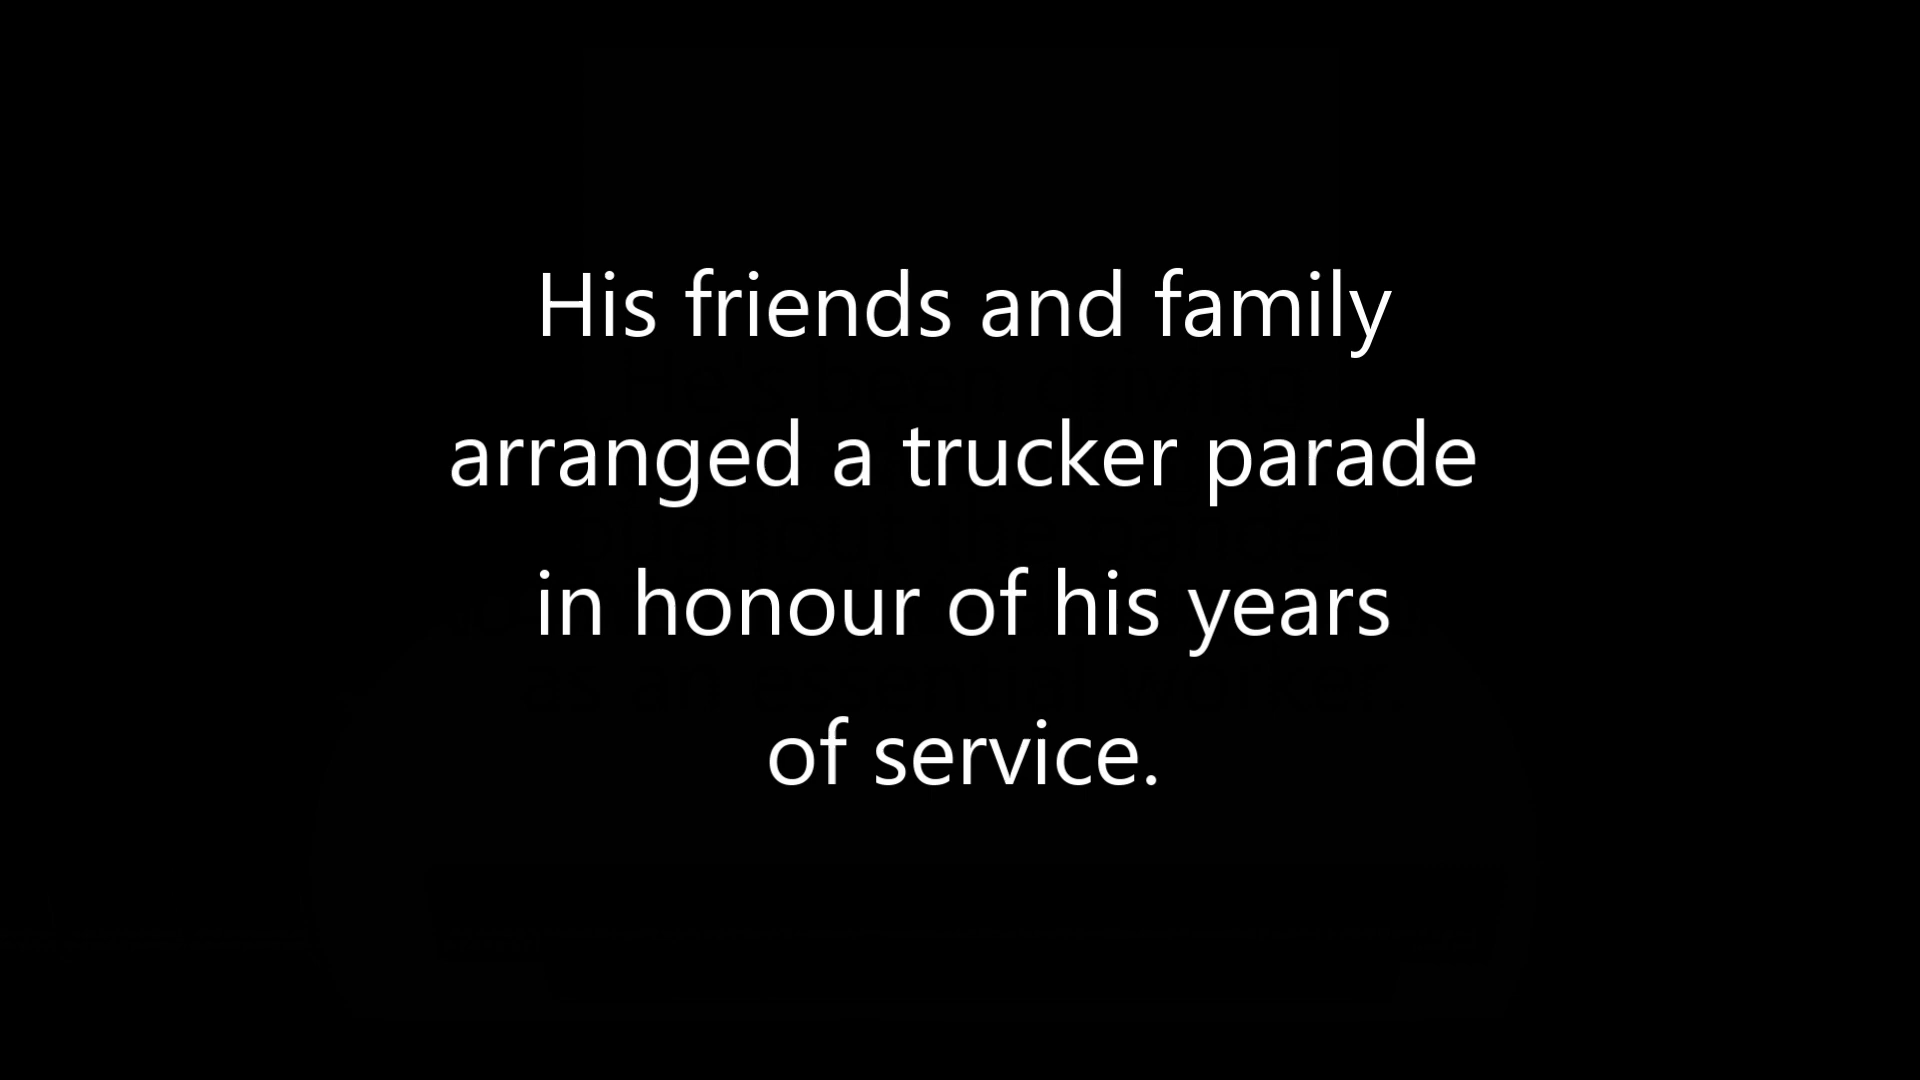 His friends and family
arranged a trucker parade
in honour of his years
of service.